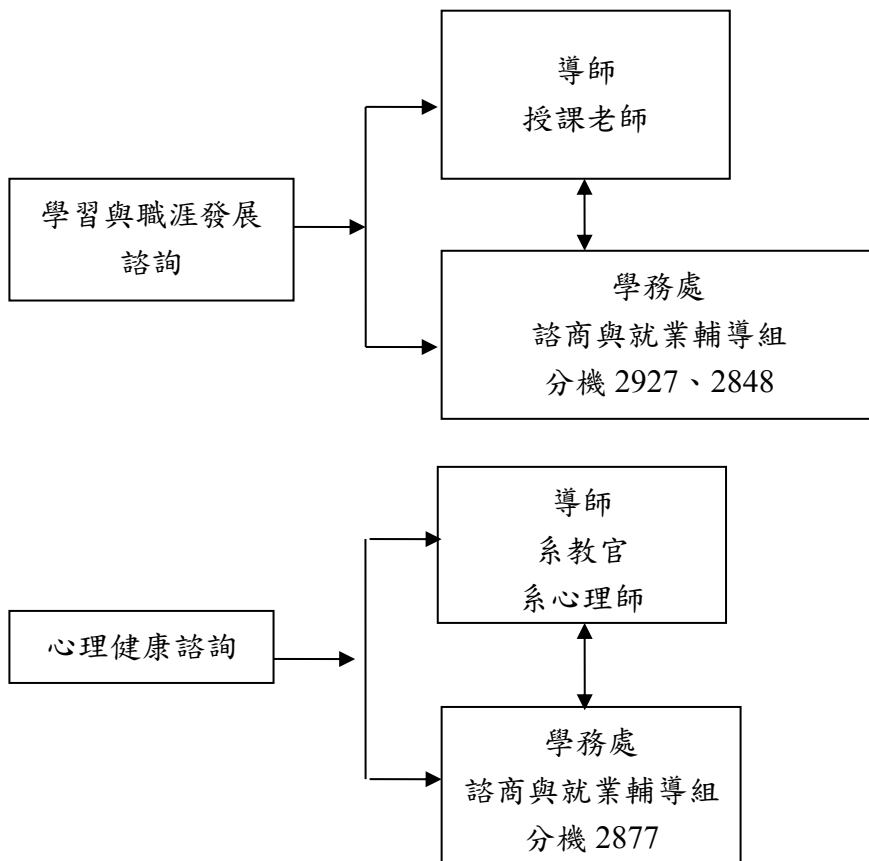 導師
授課老師
學習與職涯發展
諮詢
學務處
諮商與就業輔導組
分機 2927、2848
導師
系教官
系心理師
心理健康諮詢
學務處
諮商與就業輔導組
分機 2877